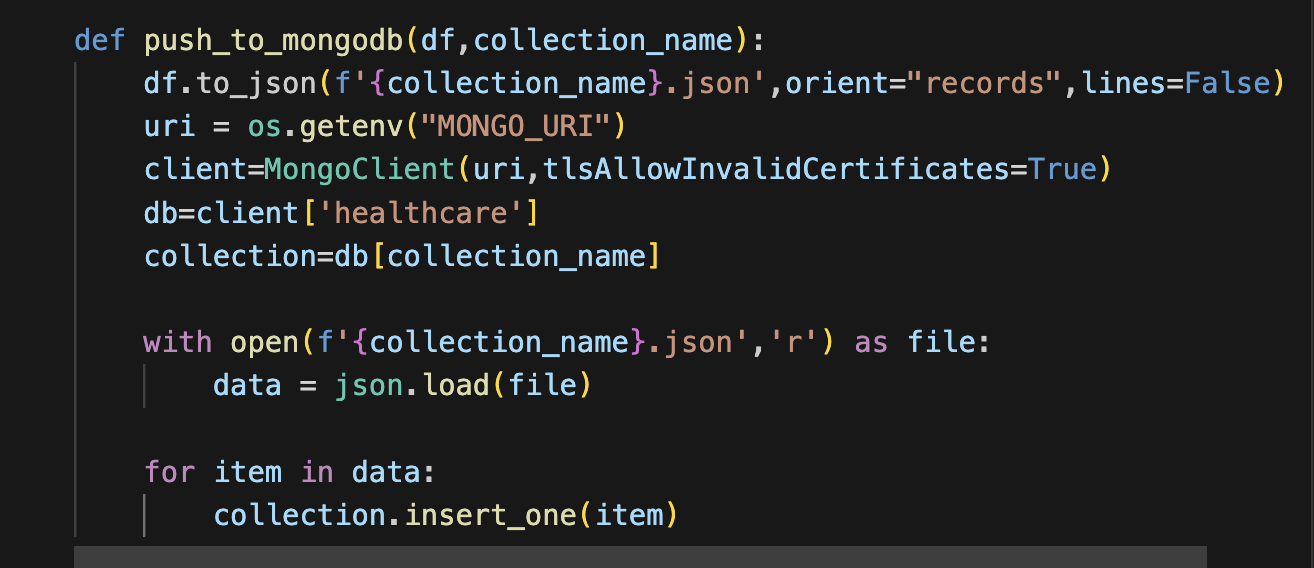 def push_to_mongodb(df,collection_name):
    df.to_json(f'{collection_name}.json',orient="records",lines=False)
    uri = os.getenv("MONGO_URI")
    client=MongoClient(uri,tlsAllowInvalidCertificates=True)
    db=client['healthcare']
    collection=db[collection_name]

    with open(f'{collection_name}.json','r') as file:
        data = json.load(file)

    for item in data:
        collection.insert_one(item)